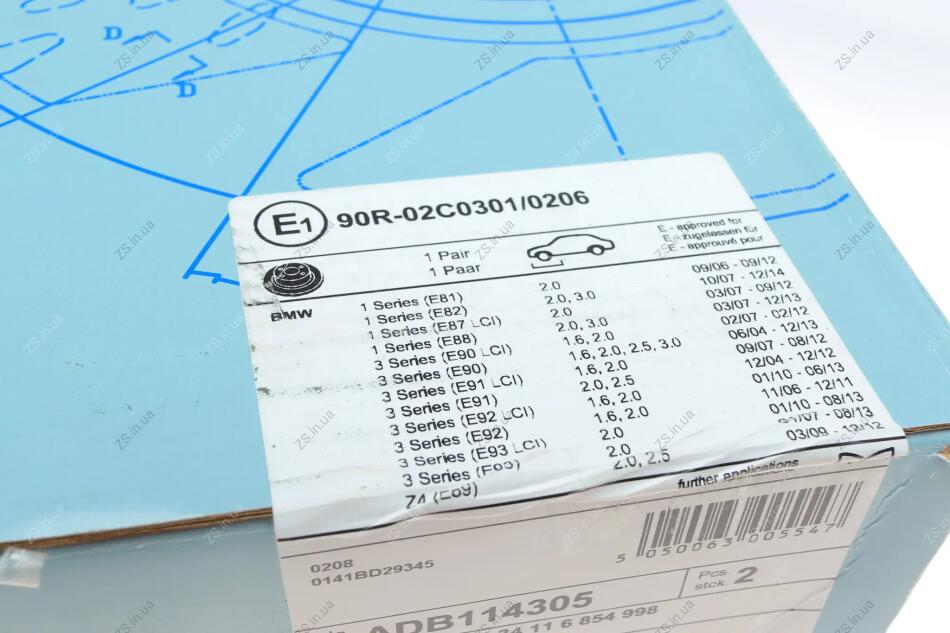 D
D
E1 90R-02C0301/0206
1 Pair
1 Paar
E - approved for
E - zugelassen für
E - approuvé pour
BMW
1 Series (E81) 2.0 09/06 - 09/12
1 Series (E82) 2.0, 3.0 10/07 - 12/14
1 Series (E87 LCI) 2.0 03/07 - 09/12
1 Series (E88) 2.0, 3.0 03/07 - 12/13
3 Series (E90 LCI) 1.6, 2.0 02/07 - 02/12
3 Series (E90) 1.6, 2.0, 2.5, 3.0 06/04 - 12/13
3 Series (E91 LCI) 1.6, 2.0 09/07 - 08/12
3 Series (E91) 2.0, 2.5 12/04 - 12/12
3 Series (E92 LCI) 1.6, 2.0 01/10 - 06/13
3 Series (E92) 1.6, 2.0 11/06 - 12/11
3 Series (E93 LCI) 2.0 01/10 - 08/13
3 Series (E93) 2.0 01/07 - 08/13
Z4 (E89) 2.0, 2.5 03/09 - 12/12
further applications
5 050063 005547
0208
0141BD29345
Pcs.
stck. 2
ADB114305
34 11 6 854 998